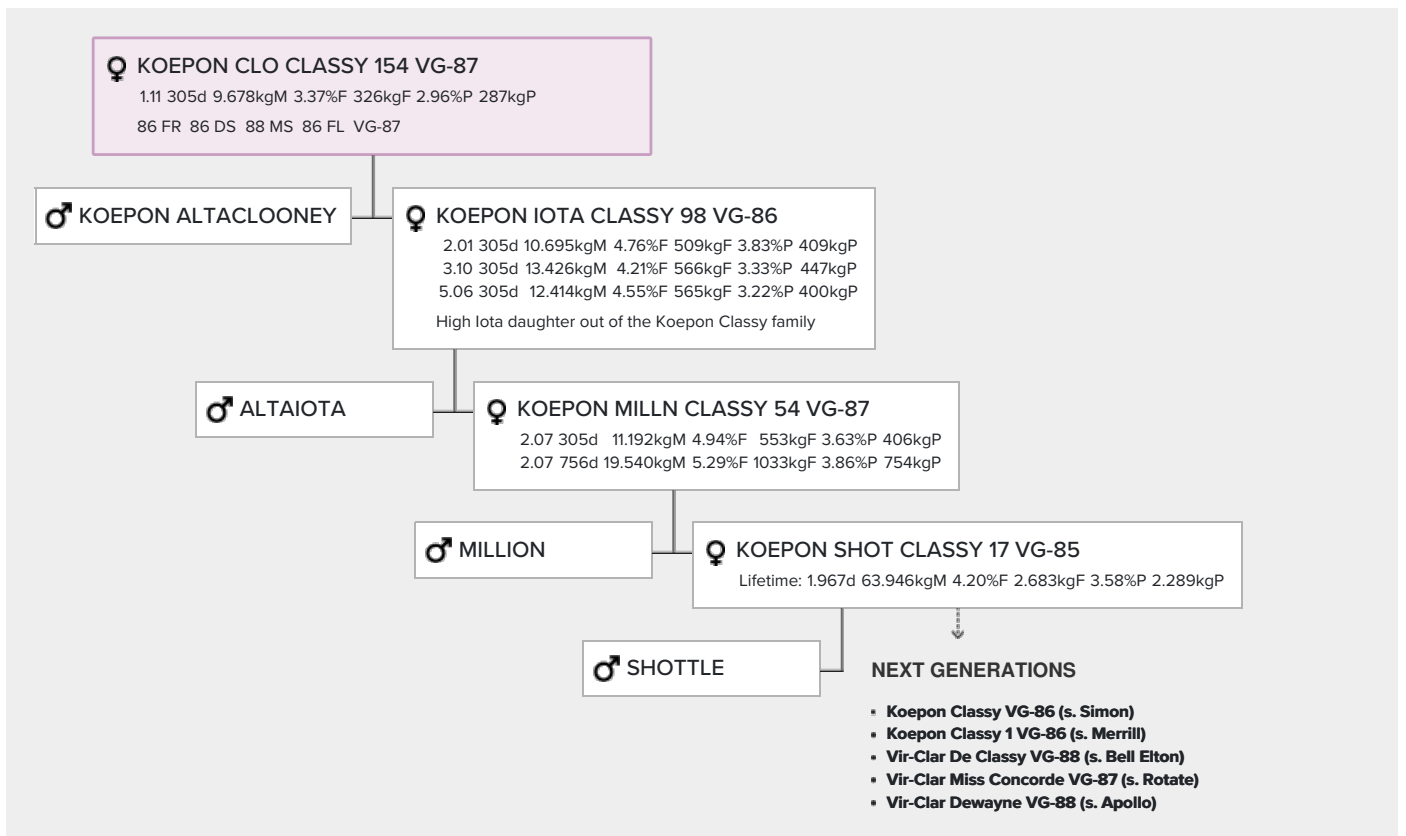 KOEPON CLO CLASSY 154 VG-87
1.11 305d 9.678kgM 3.37%F 326kgF 2.96%P 287kgP
86 FR 86 DS 88 MS 86 FL VG-87
KOEPON ALTACLOONEY
KOEPON IOTA CLASSY 98 VG-86
2.01 305d 10.695kgM 4.76%F 509kgF 3.83%P 409kgP
3.10 305d 13.426kgM 4.21%F 566kgF 3.33%P 447kgP
5.06 305d 12.414kgM 4.55%F 565kgF 3.22%P 400kgP
High Iota daughter out of the Koepon Classy family
ALTAIOTA
KOEPON MILLN CLASSY 54 VG-87
2.07 305d 11.192kgM 4.94%F 553kgF 3.63%P 406kgP
2.07 756d 19.540kgM 5.29%F 1033kgF 3.86%P 754kgP
MILLION
KOEPON SHOT CLASSY 17 VG-85
Lifetime: 1.967d 63.946kgM 4.20%F 2.683kgF 3.58%P 2.289kgP
SHOTTLE
NEXT GENERATIONS
▪ Koepon Classy VG-86 (s. Simon)
▪ Koepon Classy 1 VG-86 (s. Merrill)
▪ Vir-Clar De Classy VG-88 (s. Bell Elton)
▪ Vir-Clar Miss Concorde VG-87 (s. Rotate)
▪ Vir-Clar Dewayne VG-88 (s. Apollo)